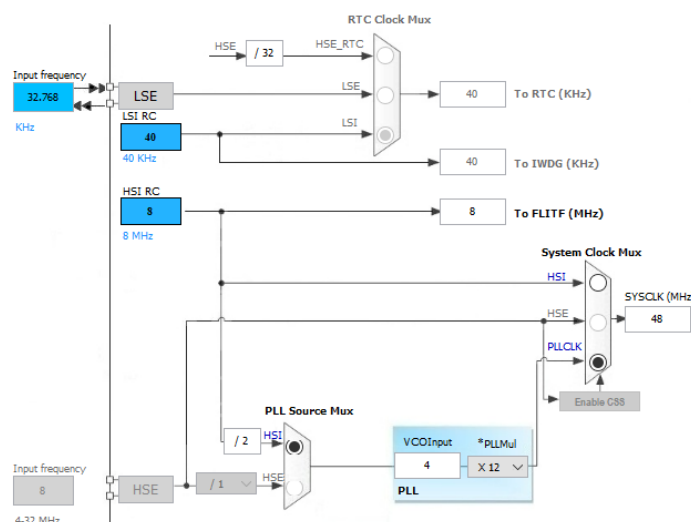 RTC Clock Mux
HSE
/ 32
HSE_RTC
Input frequency
32.768
KHz
LSE
LSE
40
To RTC (KHz)
LSI RC
40
40 KHz
LSI
40
To IWDG (KHz)
HSI RC
8
8 MHz
8
To FLITF (MHz)
System Clock Mux
HSI
SYSCLK (MHz
HSE
48
PLLCLK
Enable CSS
PLL Source Mux
/ 2
HSI
VCOInput
*PLLMul
4
X 12
PLL
Input frequency
8
4-32 MHz
HSE
/ 1
HSE